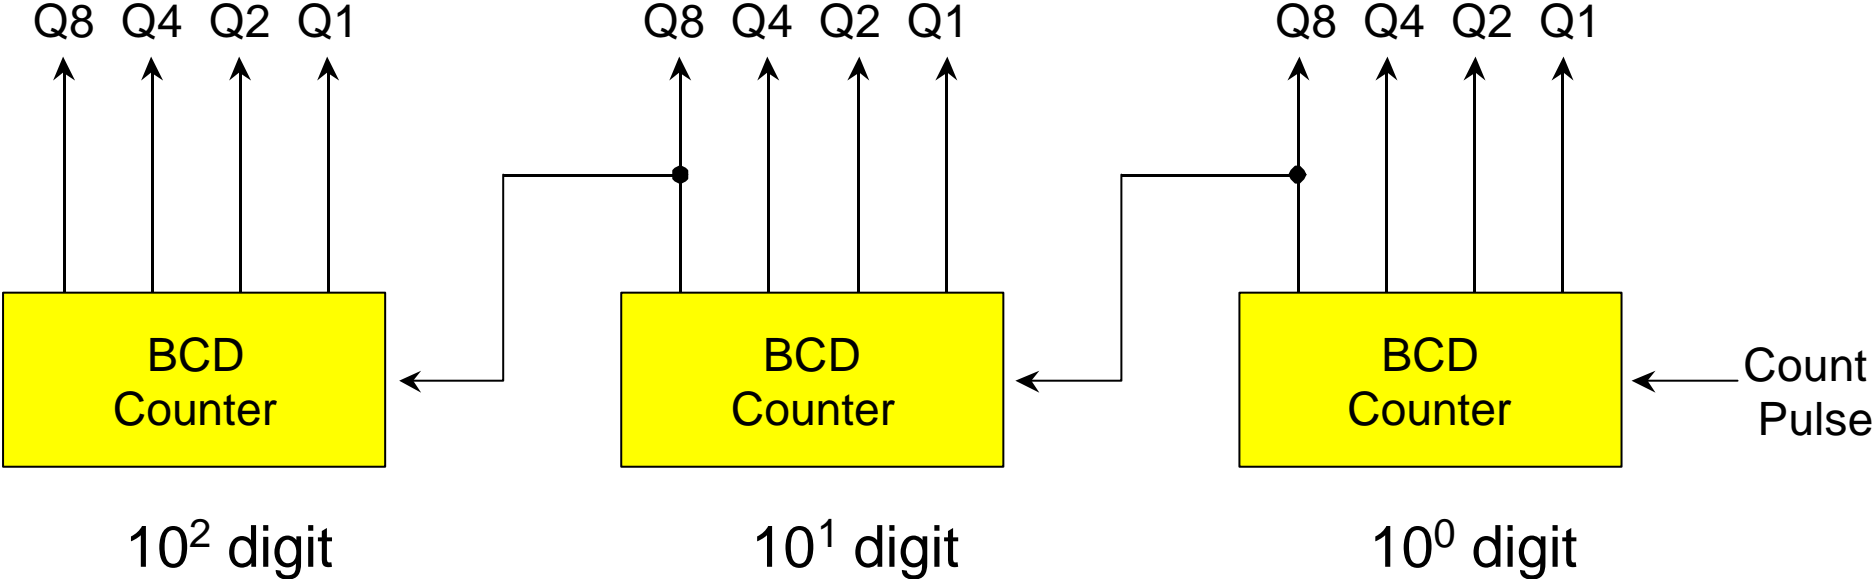 Q8 Q4 Q2 Q1 Q8 Q4 Q2 Q1 Q8 Q4 Q2 Q1
BCD
Counter
BCD
Counter
BCD
Counter
Count
Pulse
10² digit 10¹ digit 10⁰ digit